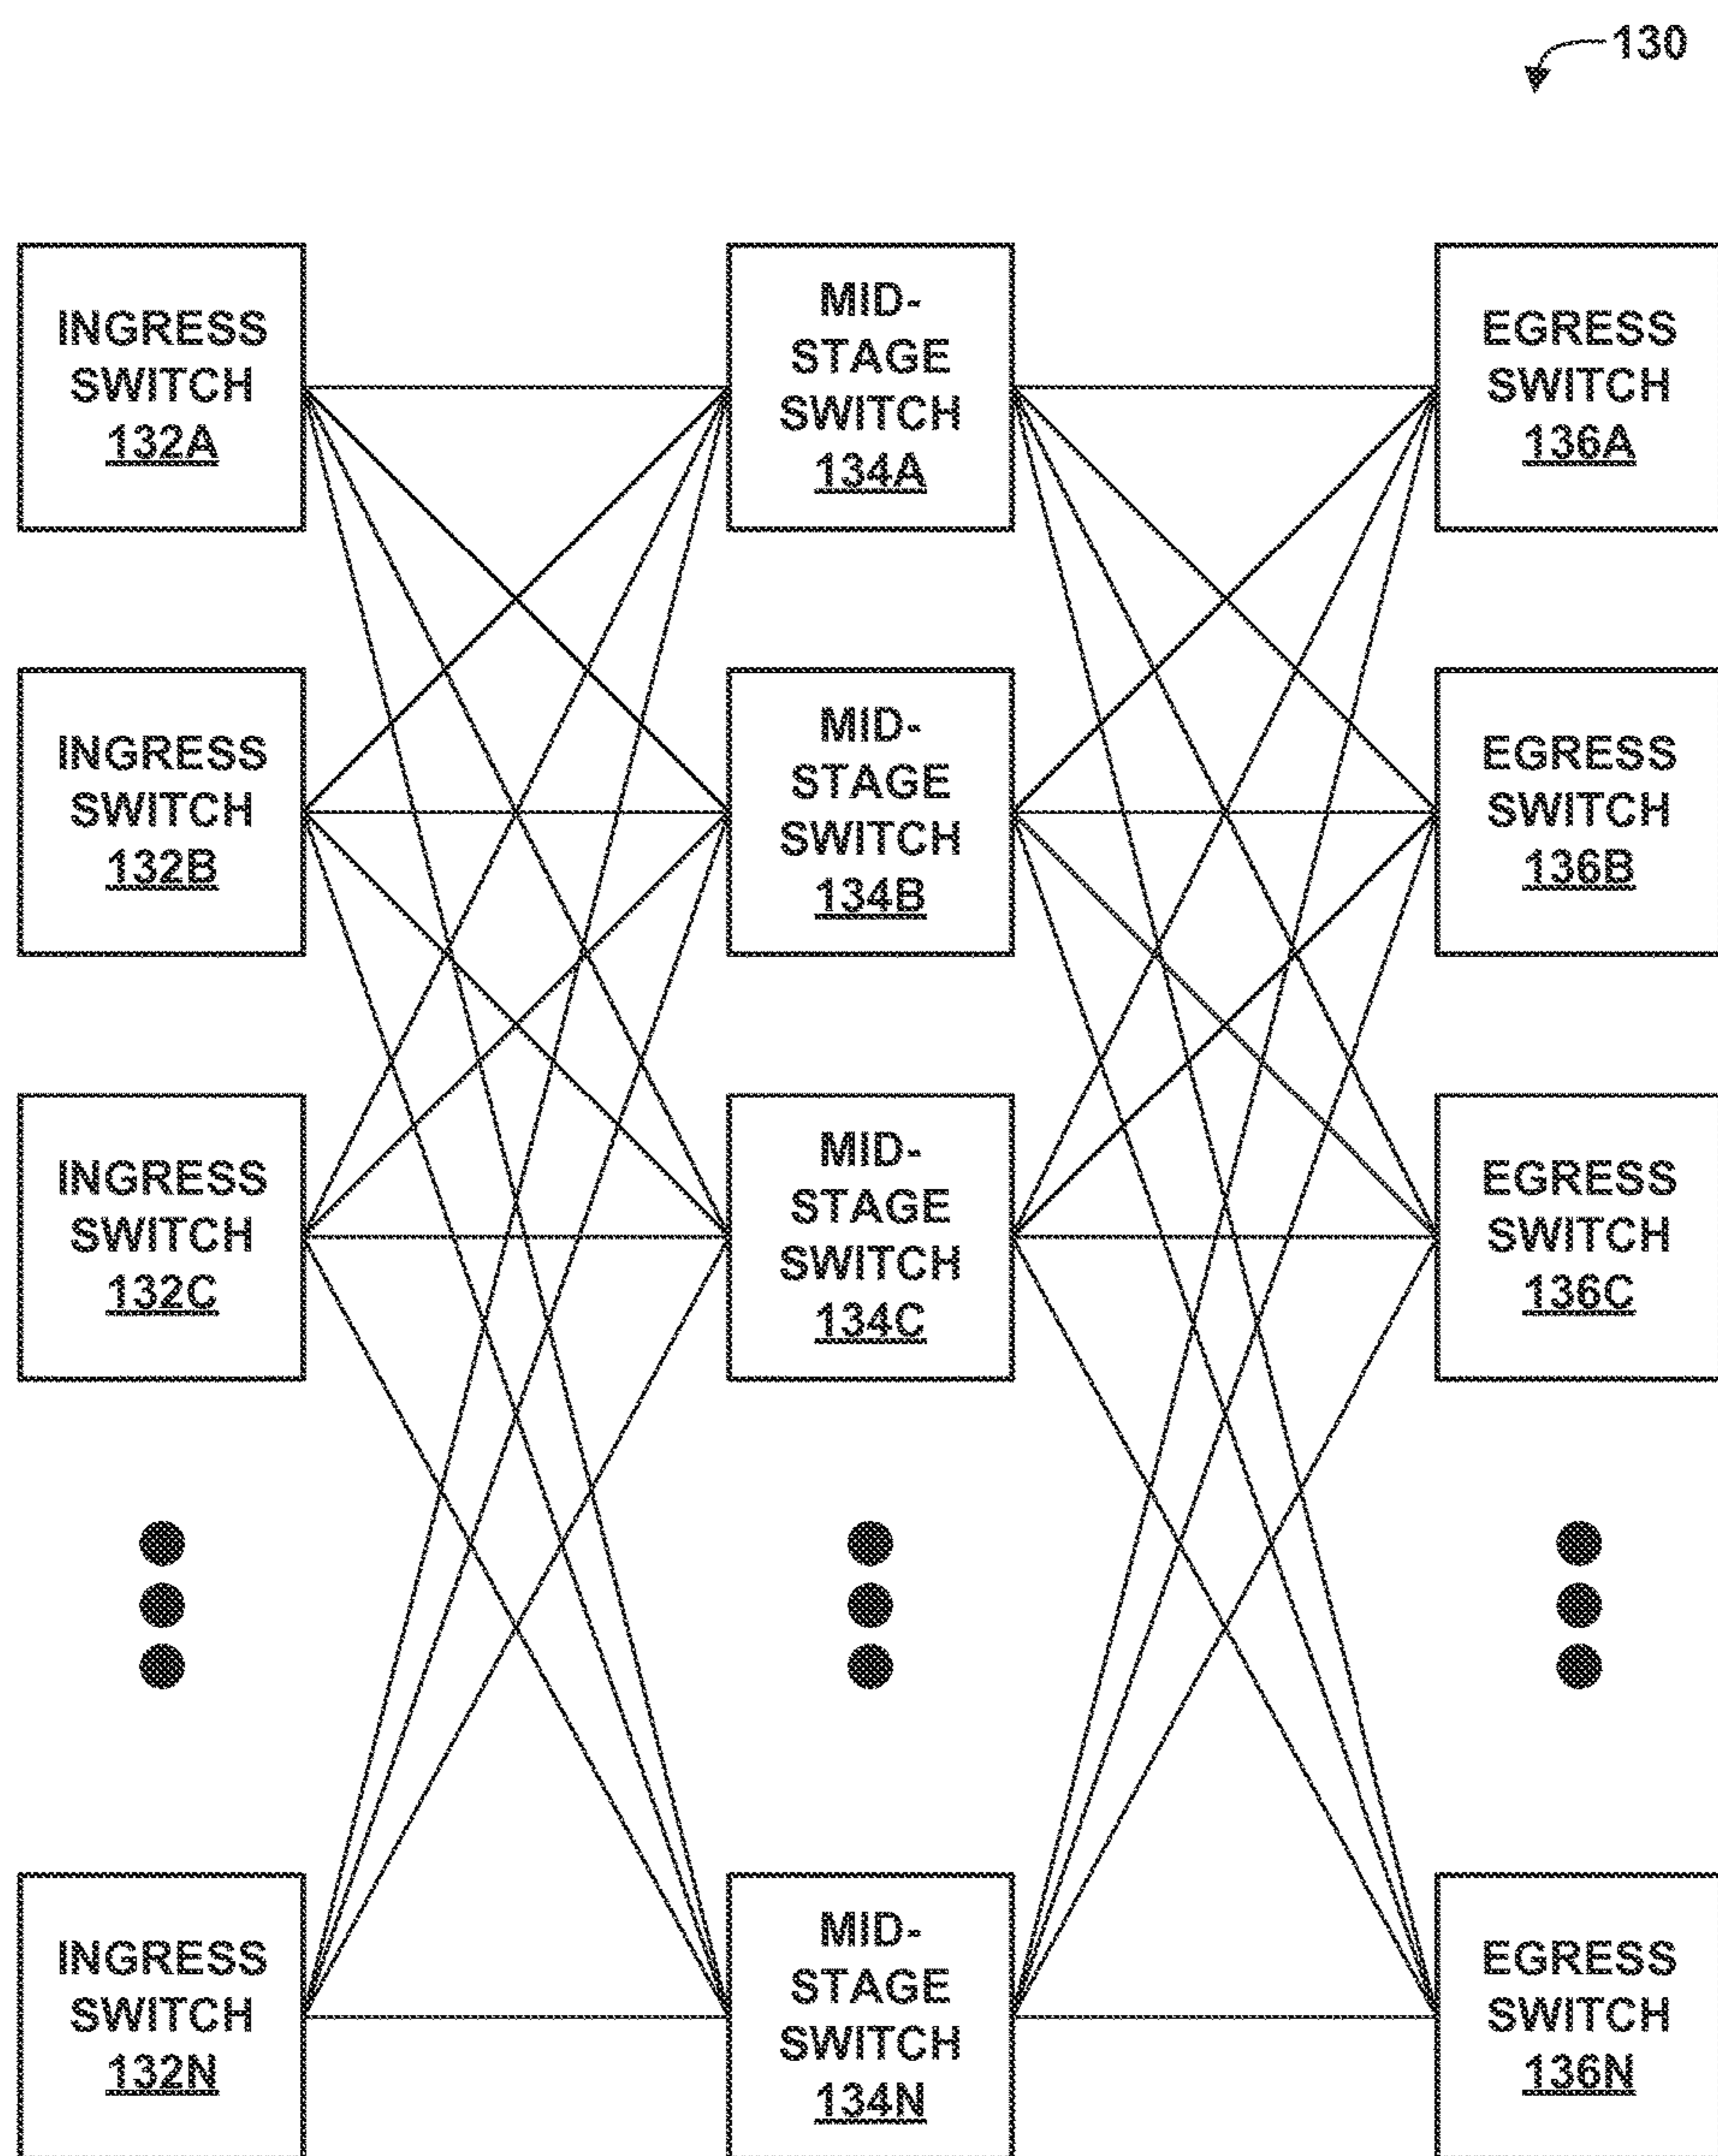 130
INGRESS
SWITCH
132A
MID-
STAGE
SWITCH
134A
EGRESS
SWITCH
136A
INGRESS
SWITCH
132B
MID-
STAGE
SWITCH
134B
EGRESS
SWITCH
136B
INGRESS
SWITCH
132C
MID-
STAGE
SWITCH
134C
EGRESS
SWITCH
136C
INGRESS
SWITCH
132N
MID-
STAGE
SWITCH
134N
EGRESS
SWITCH
136N